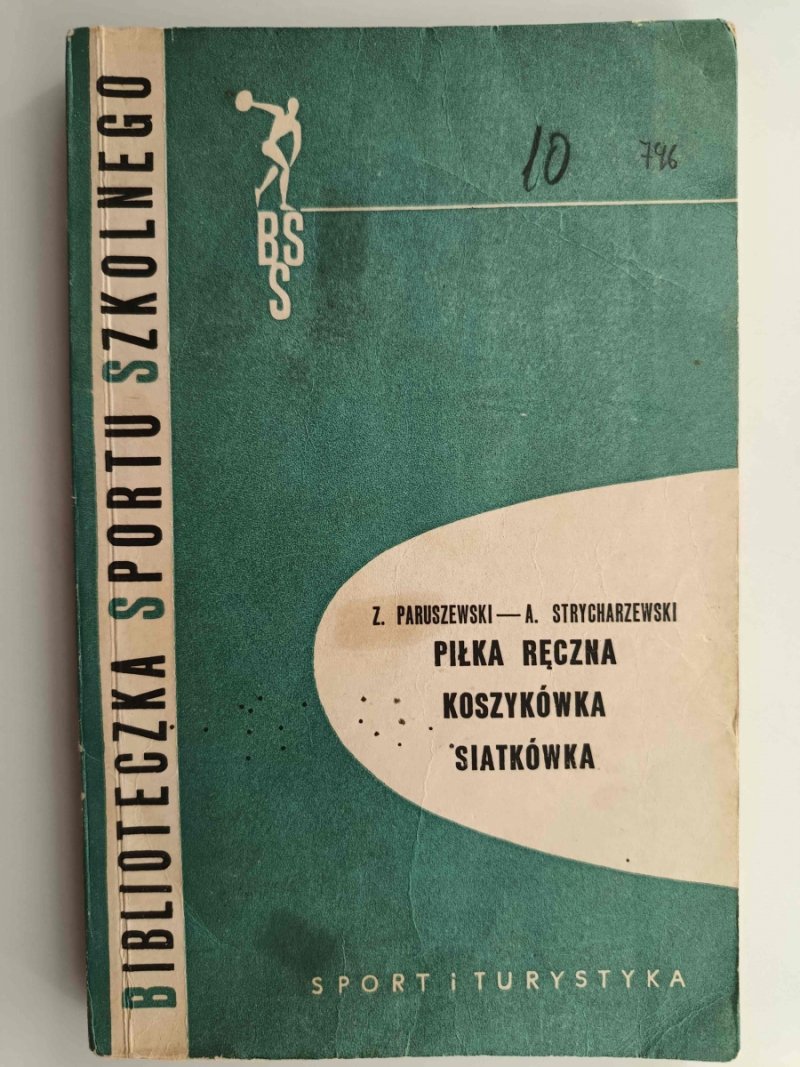 BIBLIOTECZKA SPORTU SZKOLNEGO
10
796
BSS
S
Z. PARUSZEWSKI — A. STRYCHARZEWSKI
PIŁKA RĘCZNA
KOSZYKÓWKA
SIATKÓWKA
SPORT i TURYSTYKA